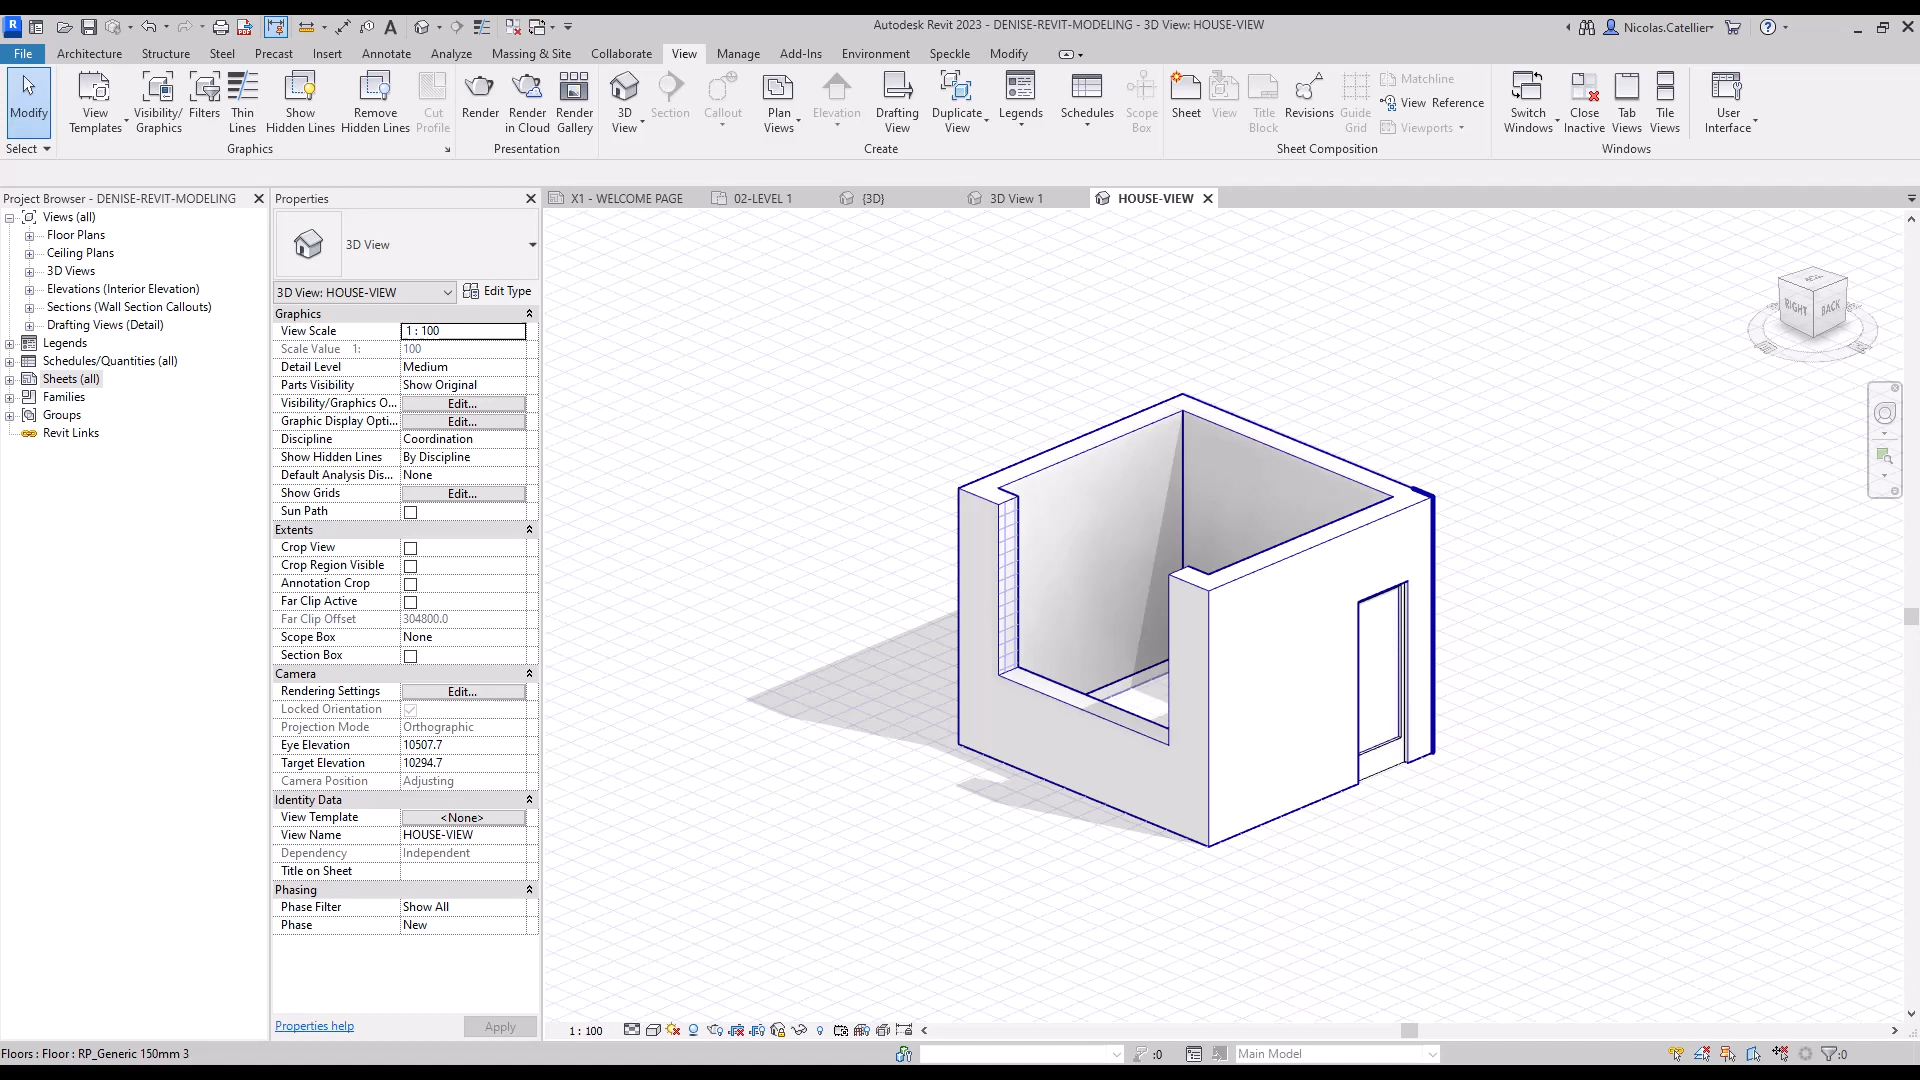 Autodesk Revit 2023 - DENISE-REVIT-MODELING - 3D View: HOUSE-VIEW
Nicolas.Catellier
File Architecture Structure Steel Precast Insert Annotate Analyze Massing & Site Collaborate View Manage Add-Ins Environment Speckle Modify
Modify
View Templates
Visibility/ Graphics
Filters
Thin Lines
Show Hidden Lines
Remove Hidden Lines
Cut Profile
Render
Render in Cloud
Render Gallery
3D View
Section
Callout
Plan Views
Elevation
Drafting View
Duplicate View
Legends
Schedules
Scope Box
Sheet
View
Title Block
Revisions
Guide Grid
Matchline
View Reference
Viewports
Switch Windows
Close Inactive
Tab Views
Tile Views
User Interface
Select Graphics Presentation Create Sheet Composition Windows
Project Browser - DENISE-REVIT-MODELING
Views (all)
Floor Plans
Ceiling Plans
3D Views
Elevations (Interior Elevation)
Sections (Wall Section Callouts)
Drafting Views (Detail)
Legends
Schedules/Quantities (all)
Sheets (all)
Families
Groups
Revit Links
Properties
3D View
3D View: HOUSE-VIEW Edit Type
Graphics
View Scale 1 : 100
Scale Value 1: 100
Detail Level Medium
Parts Visibility Show Original
Visibility/Graphics O... Edit...
Graphic Display Opti... Edit...
Discipline Coordination
Show Hidden Lines By Discipline
Default Analysis Dis... None
Show Grids Edit...
Sun Path
Extents
Crop View
Crop Region Visible
Annotation Crop
Far Clip Active
Far Clip Offset 304800.0
Scope Box None
Section Box
Camera
Rendering Settings Edit...
Locked Orientation
Projection Mode Orthographic
Eye Elevation 10507.7
Target Elevation 10294.7
Camera Position Adjusting
Identity Data
View Template <None>
View Name HOUSE-VIEW
Dependency Independent
Title on Sheet
Phasing
Phase Filter Show All
Phase New
Properties help Apply
X1 - WELCOME PAGE 02-LEVEL 1 {3D} 3D View 1 HOUSE-VIEW
RIGHT BACK
1 : 100
Floors : Floor : RP_Generic 150mm 3
:0
Main Model
:0